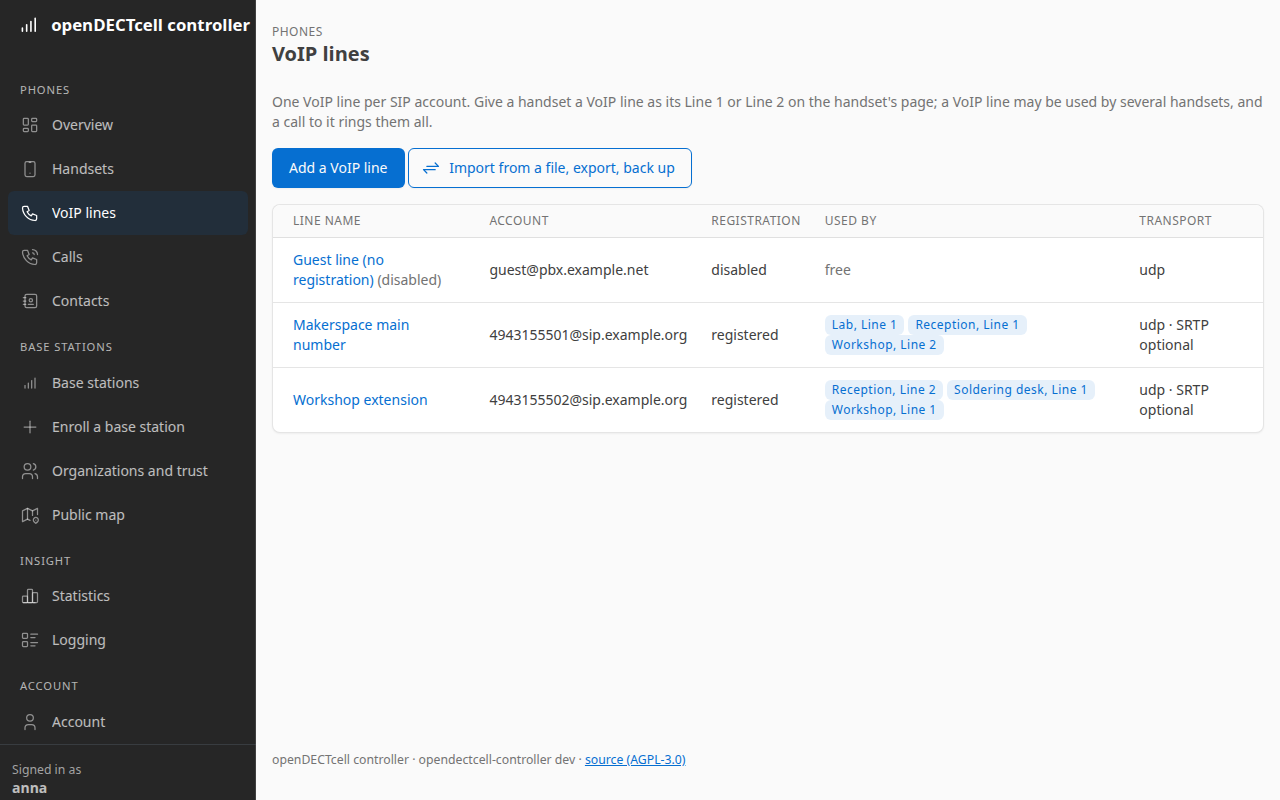 openDECTcell controller
PHONES
Overview
Handsets
VoIP lines
Calls
Contacts
BASE STATIONS
Base stations
Enroll a base station
Organizations and trust
Public map
INSIGHT
Statistics
Logging
ACCOUNT
Account
Signed in as
anna
PHONES
VoIP lines
One VoIP line per SIP account. Give a handset a VoIP line as its Line 1 or Line 2 on the handset's page; a VoIP line may be used by several handsets, and
a call to it rings them all.
Add a VoIP line Import from a file, export, back up
LINE NAME ACCOUNT REGISTRATION USED BY TRANSPORT
Guest line (no
registration) (disabled) guest@pbx.example.net disabled free udp
Makerspace main
number 4943155501@sip.example.org registered Lab, Line 1 Reception, Line 1
Workshop, Line 2 udp · SRTP
optional
Workshop extension 4943155502@sip.example.org registered Reception, Line 2 Soldering desk, Line 1
Workshop, Line 1 udp · SRTP
optional
openDECTcell controller · opendectcell-controller dev · source (AGPL-3.0)